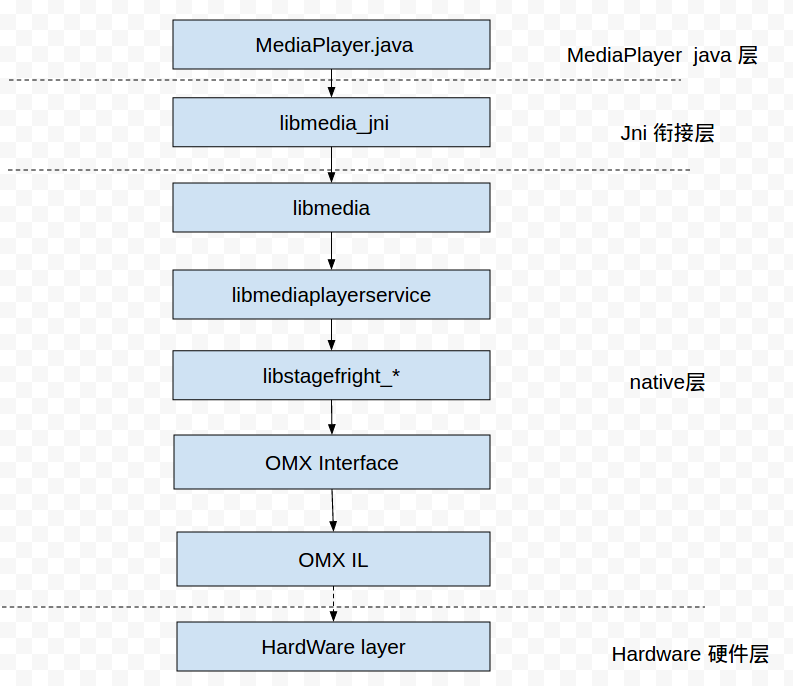 MediaPlayer.java
MediaPlayer java 层
libmedia_jni
Jni 衔接层
libmedia
libmediaplayerservice
libstagefright_*
native层
OMX Interface
OMX IL
HardWare layer
Hardware 硬件层